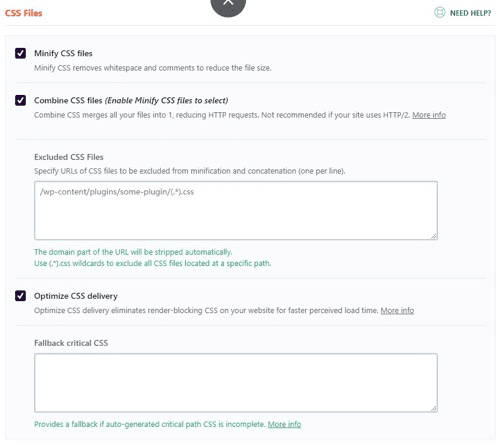 CSS Files
NEED HELP?
Minify CSS files
Minify CSS removes whitespace and comments to reduce the file size.
Combine CSS files (Enable Minify CSS files to select)
Combine CSS merges all your files into 1, reducing HTTP requests. Not recommended if your site uses HTTP/2. More info
Excluded CSS Files
Specify URLs of CSS files to be excluded from minification and concatenation (one per line).
/wp-content/plugins/some-plugin/(.*).css
The domain part of the URL will be stripped automatically.
Use (.*).css wildcards to exclude all CSS files located at a specific path.
Optimize CSS delivery
Optimize CSS delivery eliminates render-blocking CSS on your website for faster perceived load time. More info
Fallback critical CSS
Provides a fallback if auto-generated critical path CSS is incomplete. More info